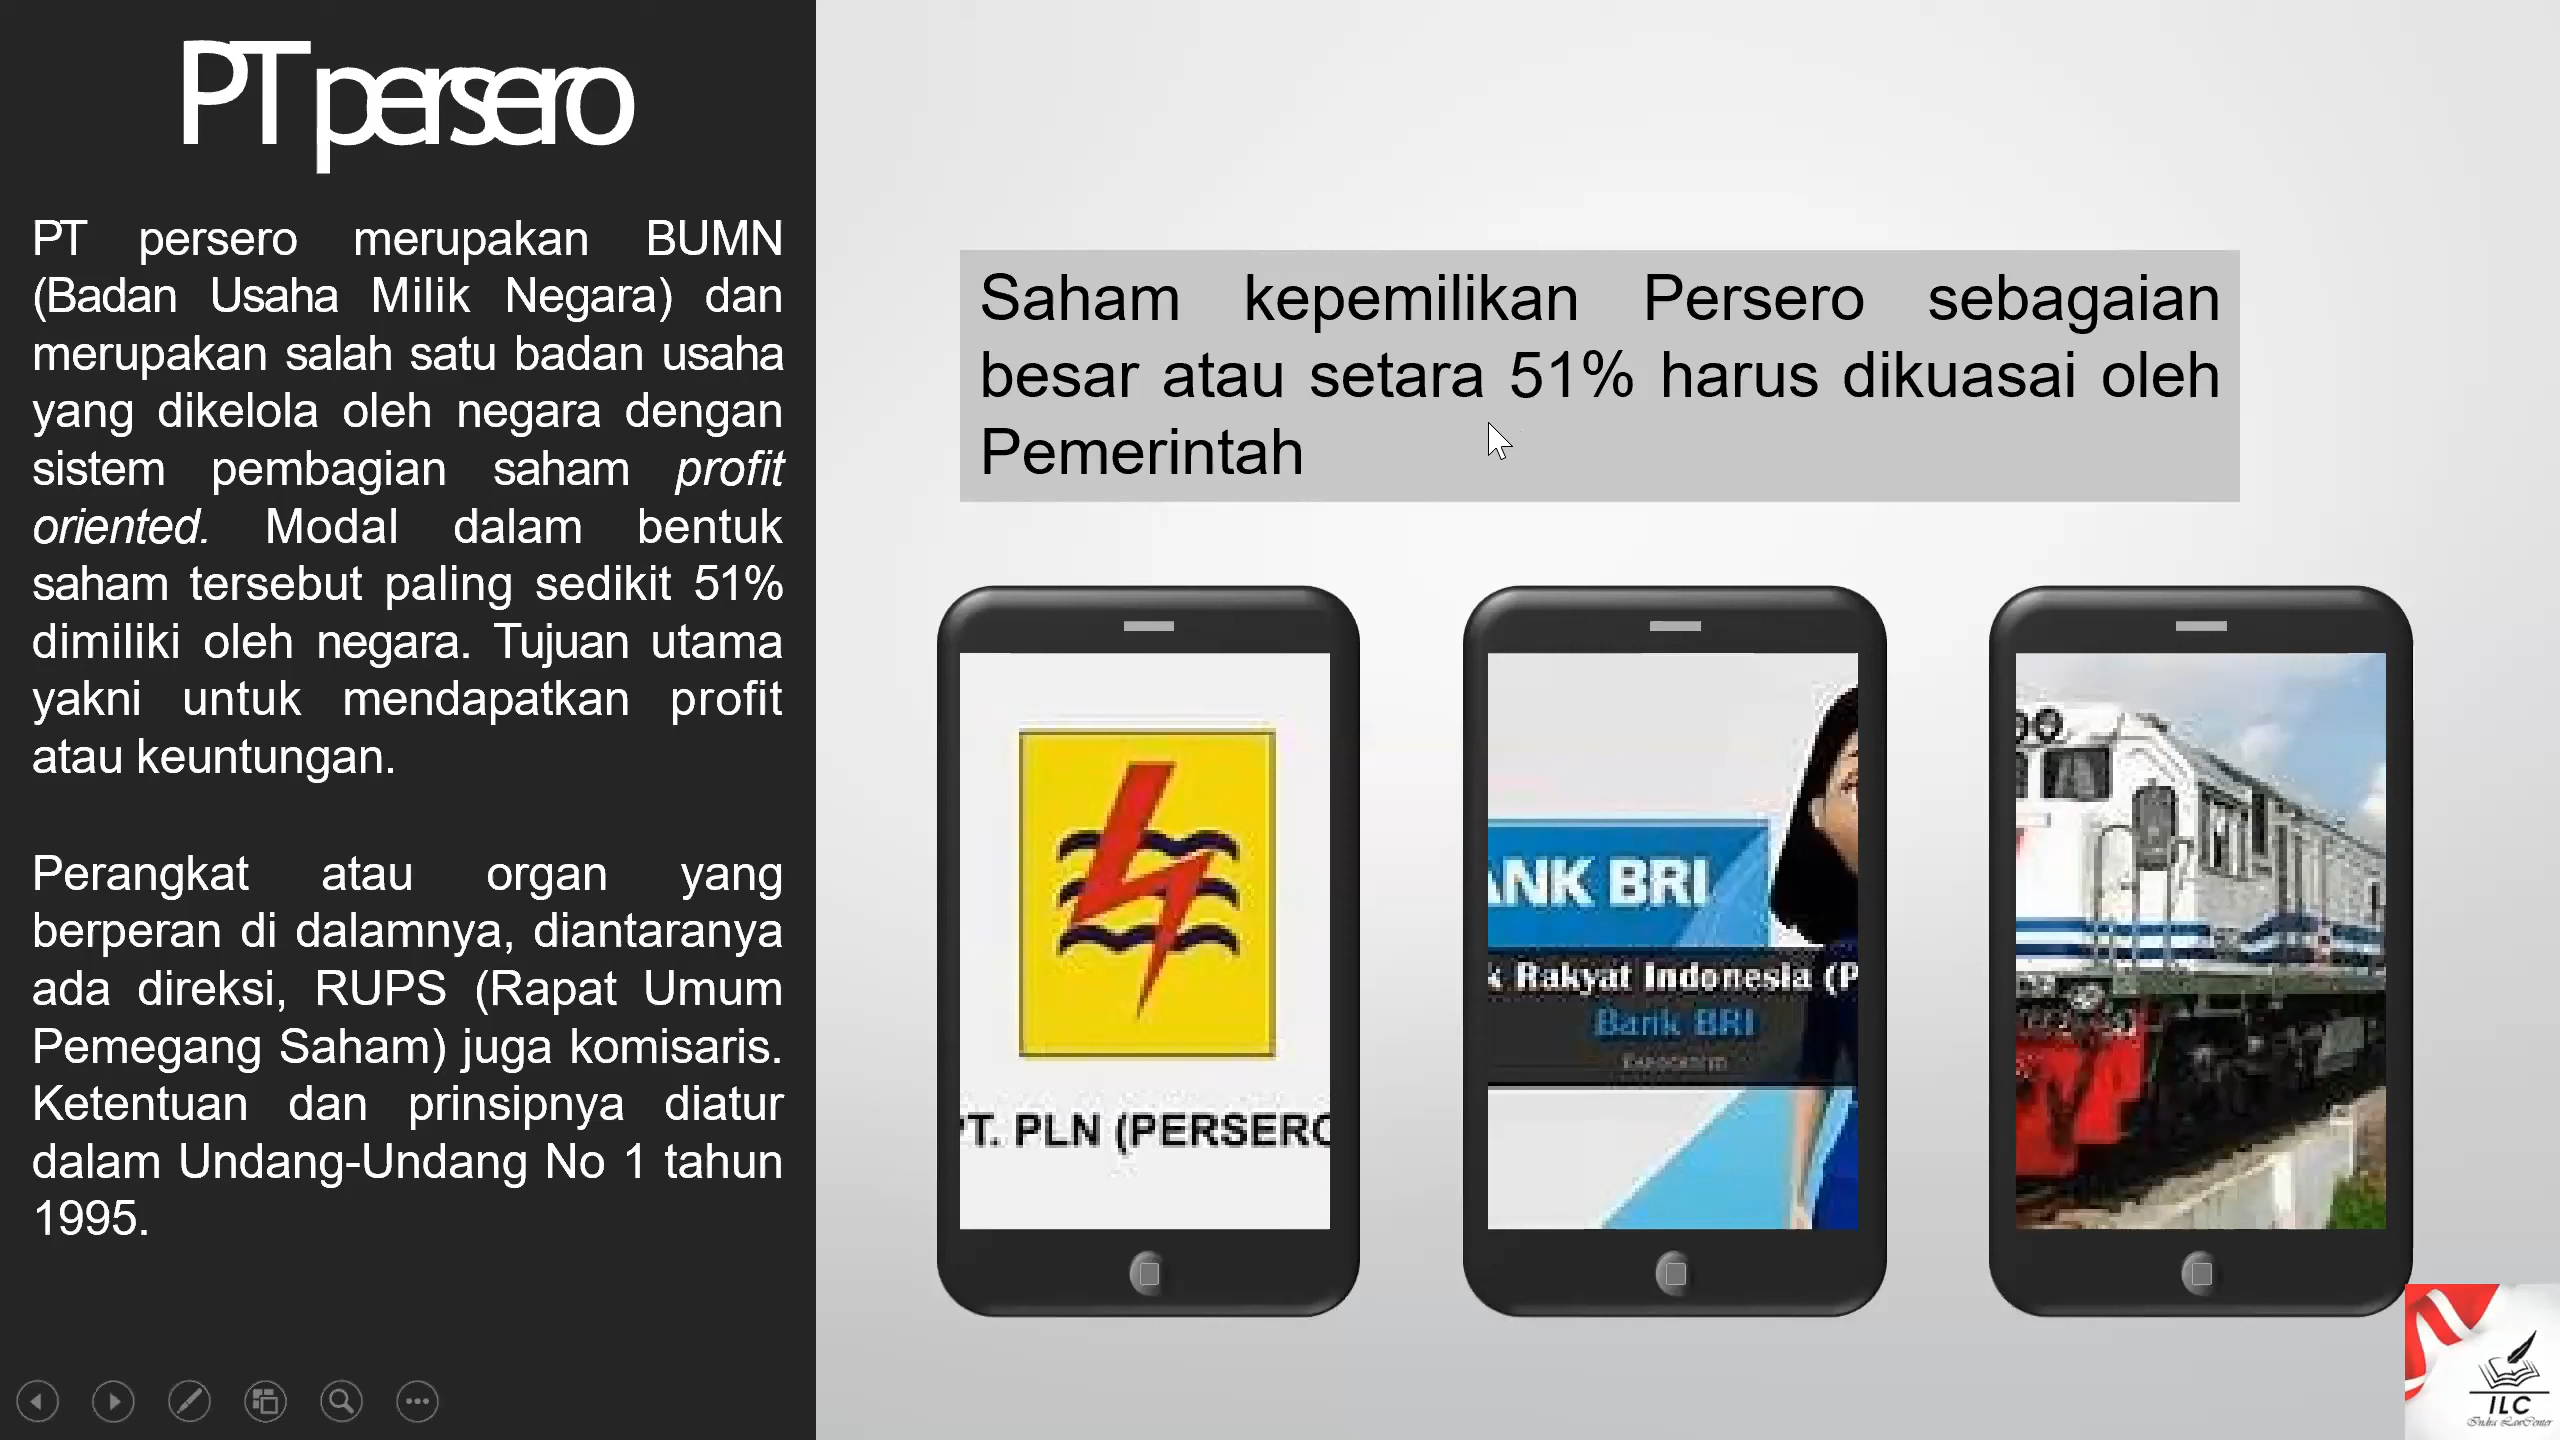 PT persero
PT persero merupakan BUMN
(Badan Usaha Milik Negara) dan
merupakan salah satu badan usaha
yang dikelola oleh negara dengan
sistem pembagian saham profit
oriented. Modal dalam bentuk
saham tersebut paling sedikit 51%
dimiliki oleh negara. Tujuan utama
yakni untuk mendapatkan profit
atau keuntungan.
Perangkat atau organ yang
berperan di dalamnya, diantaranya
ada direksi, RUPS (Rapat Umum
Pemegang Saham) juga komisaris.
Ketentuan dan prinsipnya diatur
dalam Undang-Undang No 1 tahun
1995.
Saham kepemilikan Persero sebagaian
besar atau setara 51% harus dikuasai oleh
Pemerintah
PT. PLN (PERSERO
ANK BRI
k Rakyat Indonesia (P
Bank BRI
ILC
Indra LawCenter